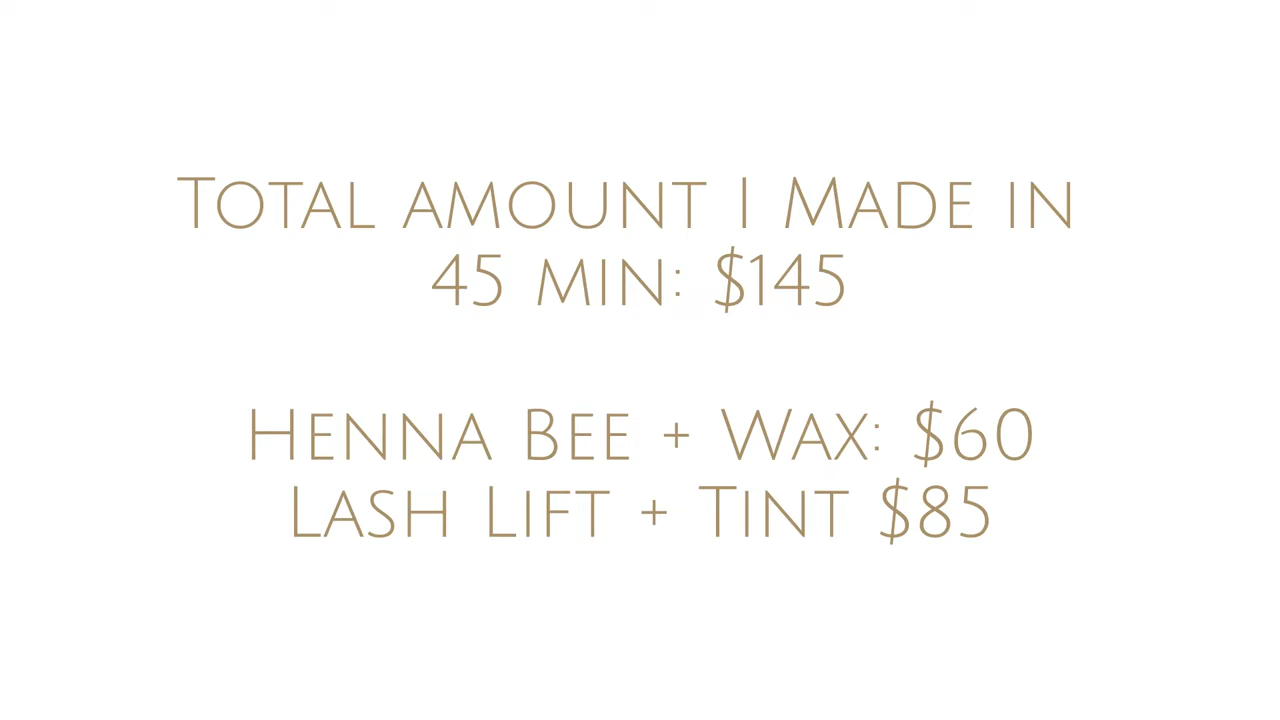 Total amount I Made in
45 min: $145
Henna Bee + Wax: $60
Lash Lift + Tint $85